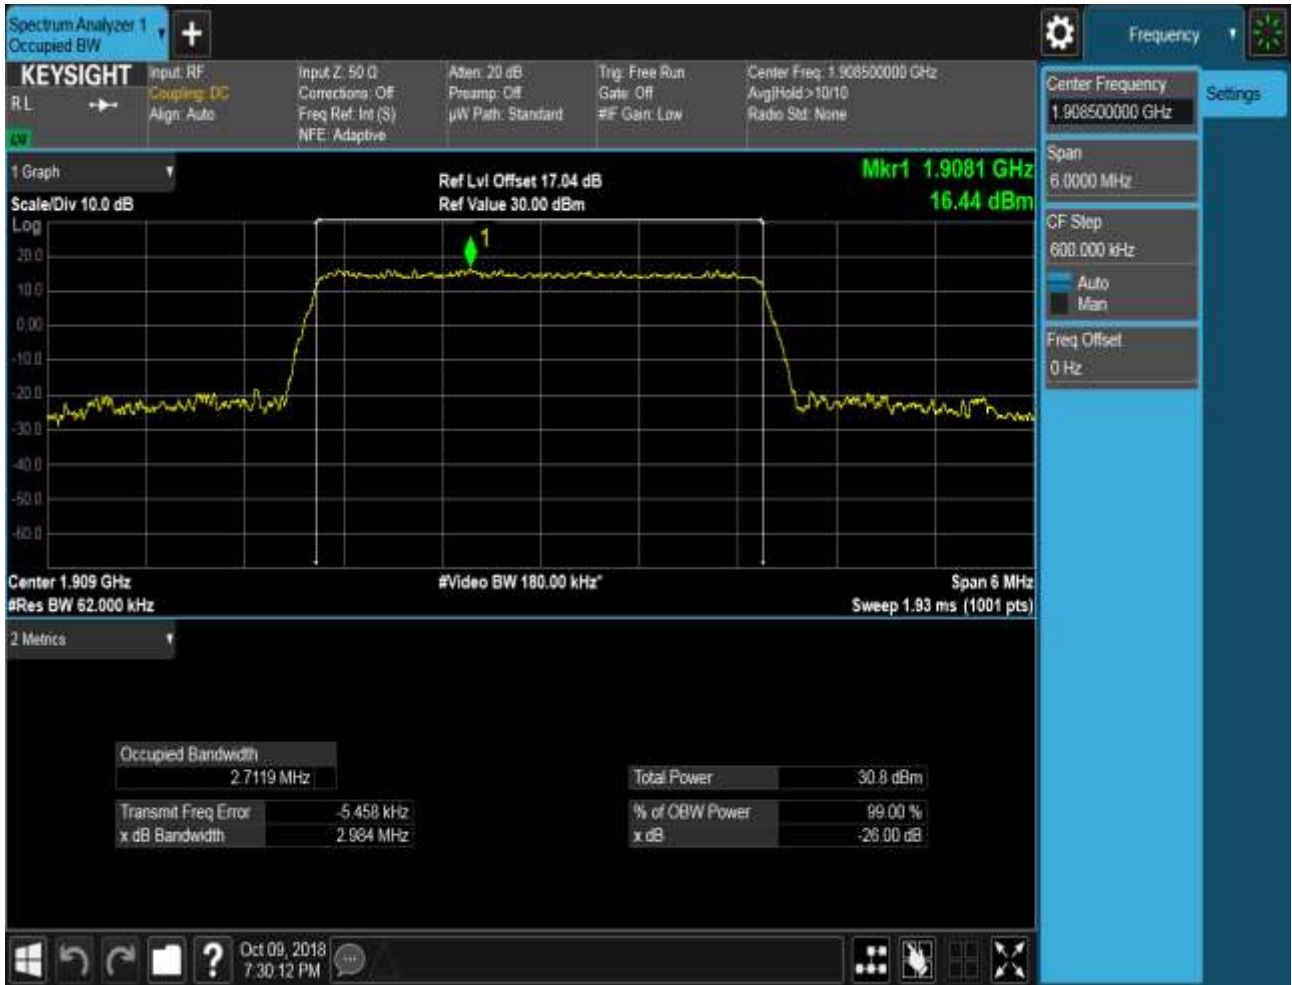 Spectrum Analyzer 1
Occupied BW
+
Frequency
KEYSIGHT
RL
Input: RF
Coupling: DC
Align: Auto
Input Z: 50 Ω
Corrections: Off
Freq Ref: Int (S)
NFE: Adaptive
Atten: 20 dB
Preamp: Off
µW Path: Standard
Trig: Free Run
Gate: Off
#IF Gain: Low
Center Freq: 1.908500000 GHz
Avg|Hold:>10/10
Radio Std: None
Center Frequency
1.908500000 GHz
Settings
Span
6.0000 MHz
CF Step
600.000 kHz
Auto
Man
Freq Offset
0 Hz
1 Graph
Scale/Div 10.0 dB
Ref Lvl Offset 17.04 dB
Ref Value 30.00 dBm
Mkr1 1.9081 GHz
16.44 dBm
Log
1
20.0
10.0
0.00
-10.0
-20.0
-30.0
-40.0
-50.0
-60.0
Center 1.909 GHz
#Res BW 62.000 kHz
#Video BW 180.00 kHz*
Span 6 MHz
Sweep 1.93 ms (1001 pts)
2 Metrics
Occupied Bandwidth
2.7119 MHz
Transmit Freq Error -5.458 kHz
x dB Bandwidth 2.984 MHz
Total Power 30.8 dBm
% of OBW Power 99.00 %
x dB -26.00 dB
?
Oct 09, 2018
7:30:12 PM